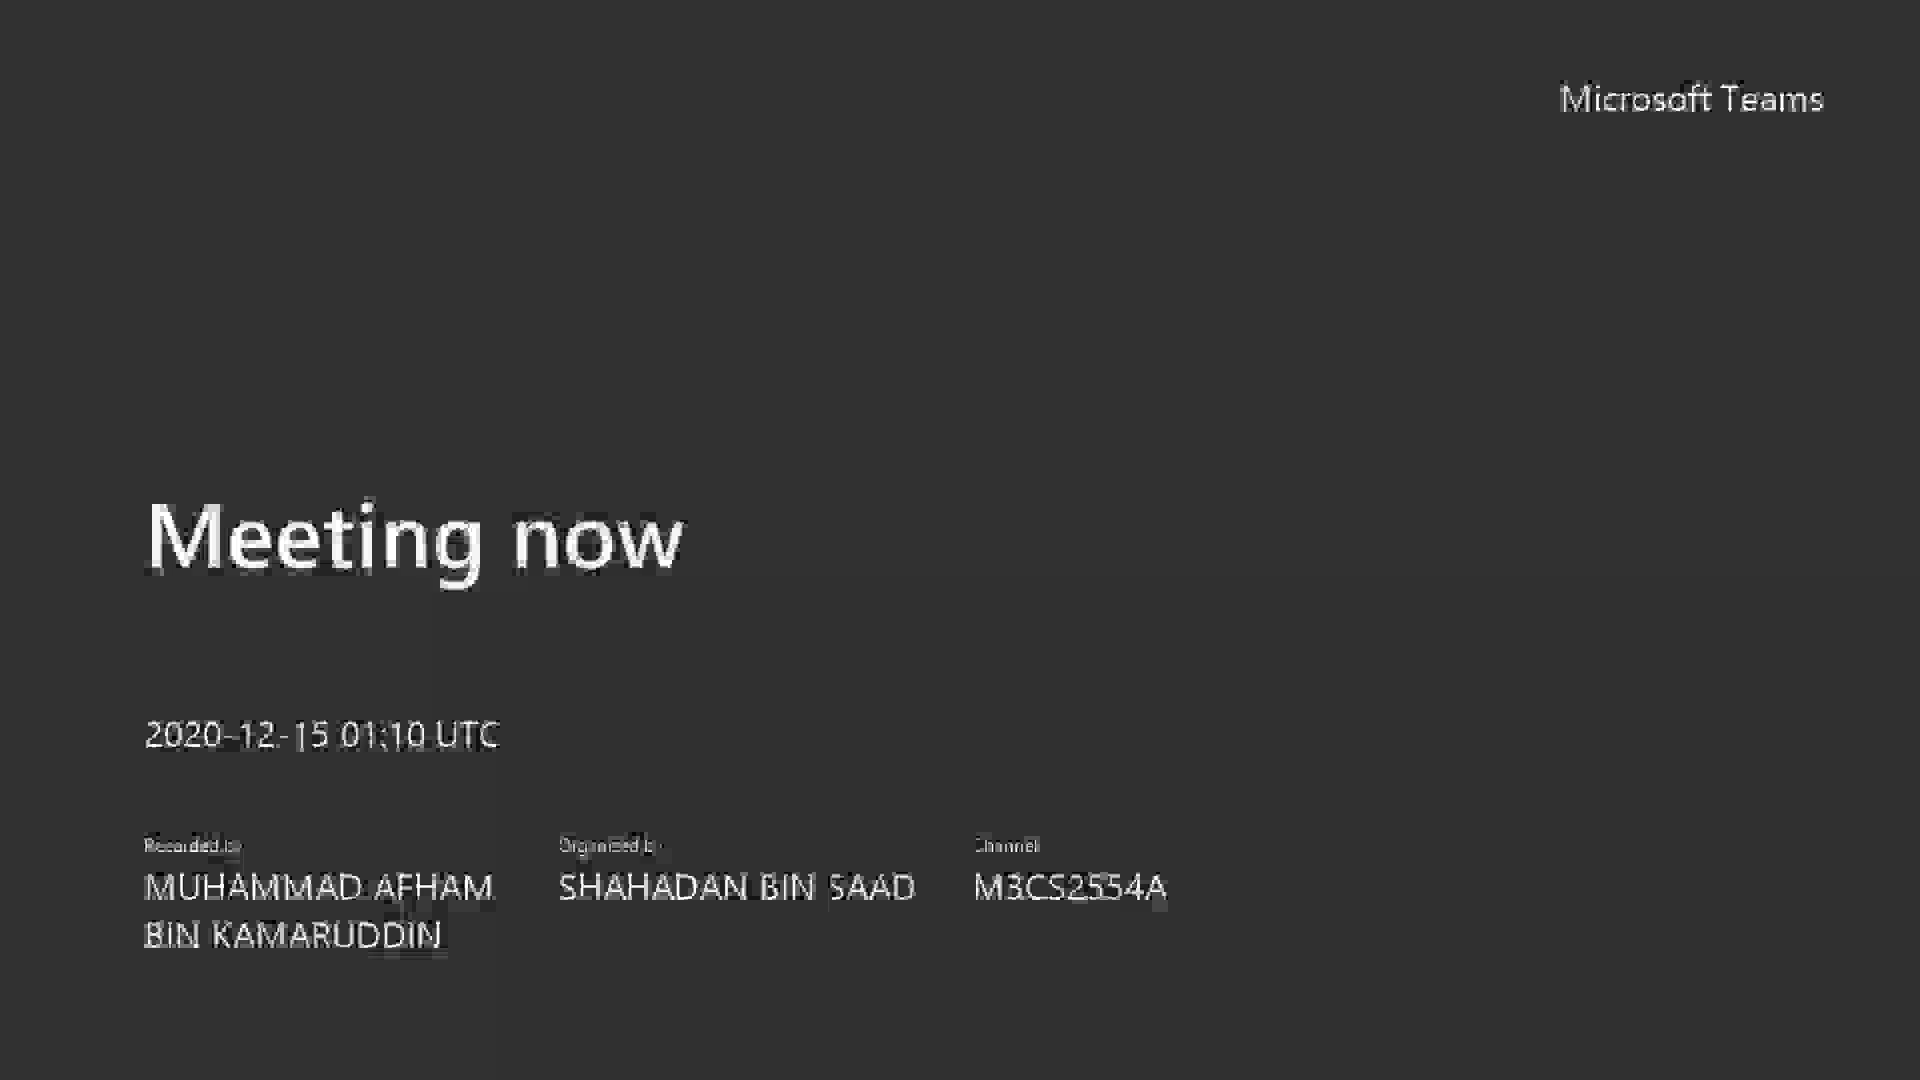 Microsoft Teams
Meeting now
2020-12-15 01:10 UTC
Recorded by
Organized by
Channel
MUHAMMAD AFHAM
SHAHADAN BIN SAAD
M3CS2554A
BIN KAMARUDDIN